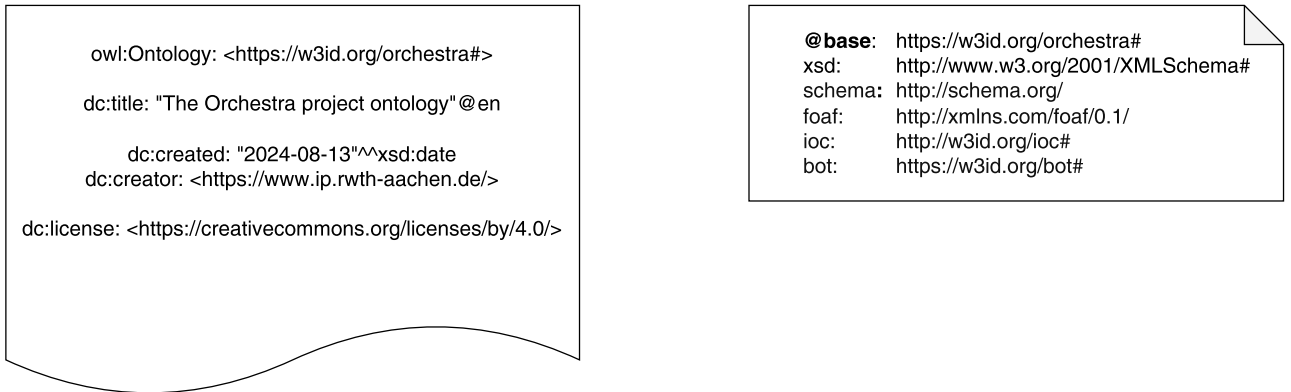 owl:Ontology: <https://w3id.org/orchestra#>
dc:title: "The Orchestra project ontology"@en
dc:created: "2024-08-13"^^xsd:date
dc:creator: <https://www.ip.rwth-aachen.de/>
dc:license: <https://creativecommons.org/licenses/by/4.0/>
@base: https://w3id.org/orchestra#
xsd: http://www.w3.org/2001/XMLSchema#
schema: http://schema.org/
foaf: http://xmlns.com/foaf/0.1/
ioc: http://w3id.org/ioc#
bot: https://w3id.org/bot#